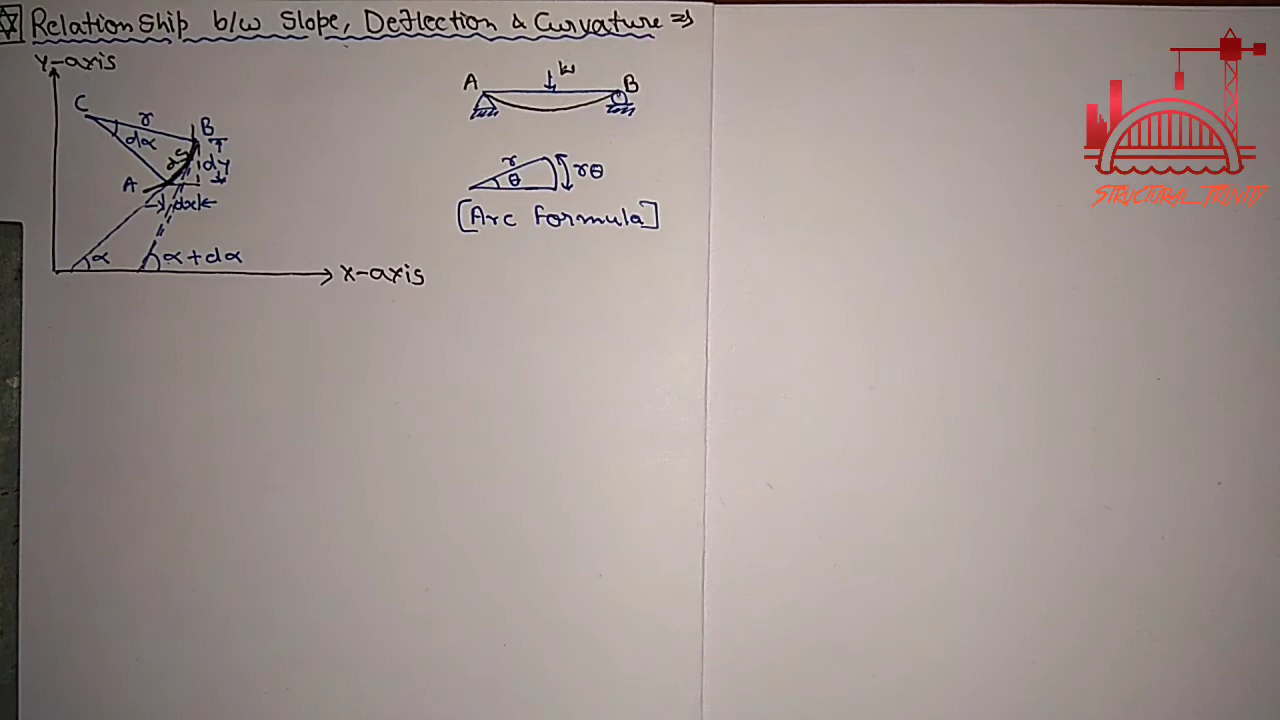 Relationship b/w Slope, Deflection & Curvature ⇒
Y-axis
C
r
dα
B
ds
dy
A
dx
α
α+dα
X-axis
A
W
B
r
θ
rθ
[Arc formula]
STRUCTURAL_TRINITY